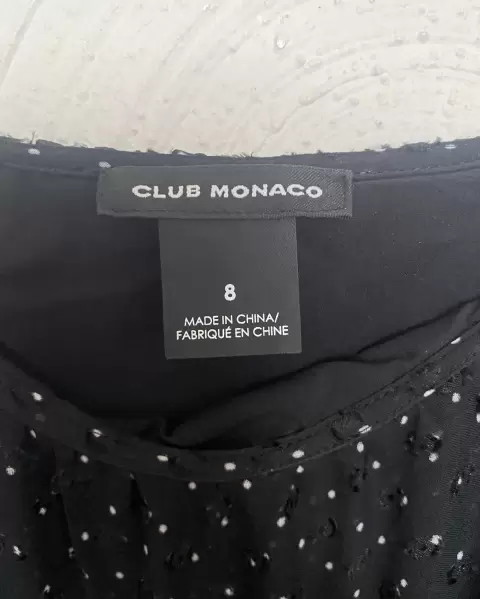 CLUB MONACO
8
MADE IN CHINA/
FABRIQUÉ EN CHINE